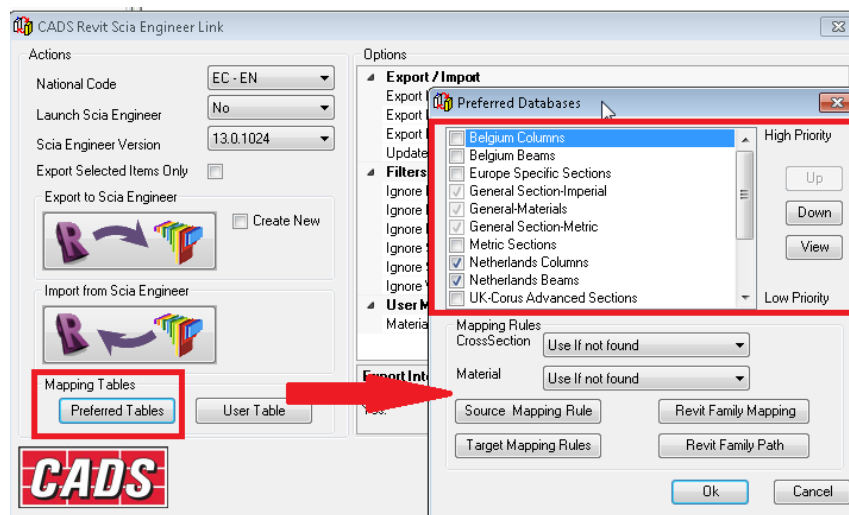 CADS Revit Scia Engineer Link
Actions
National Code
EC - EN
Launch Scia Engineer
No
Scia Engineer Version
13.0.1024
Export Selected Items Only
Export to Scia Engineer
Create New
Import from Scia Engineer
Mapping Tables
Preferred Tables
User Table
CADS
Options
Export / Import
Export
Export
Export
Update
Filters
Ignore
Ignore
Ignore
Ignore
Ignore
Ignore
User M
Materia
Export Int
Yes.
Preferred Databases
Belgium Columns
Belgium Beams
Europe Specific Sections
General Section-Imperial
General-Materials
General Section-Metric
Metric Sections
Netherlands Columns
Netherlands Beams
UK-Corus Advanced Sections
High Priority
Up
Down
View
Low Priority
Mapping Rules
CrossSection
Use If not found
Material
Use If not found
Source Mapping Rule
Revit Family Mapping
Target Mapping Rules
Revit Family Path
Ok
Cancel